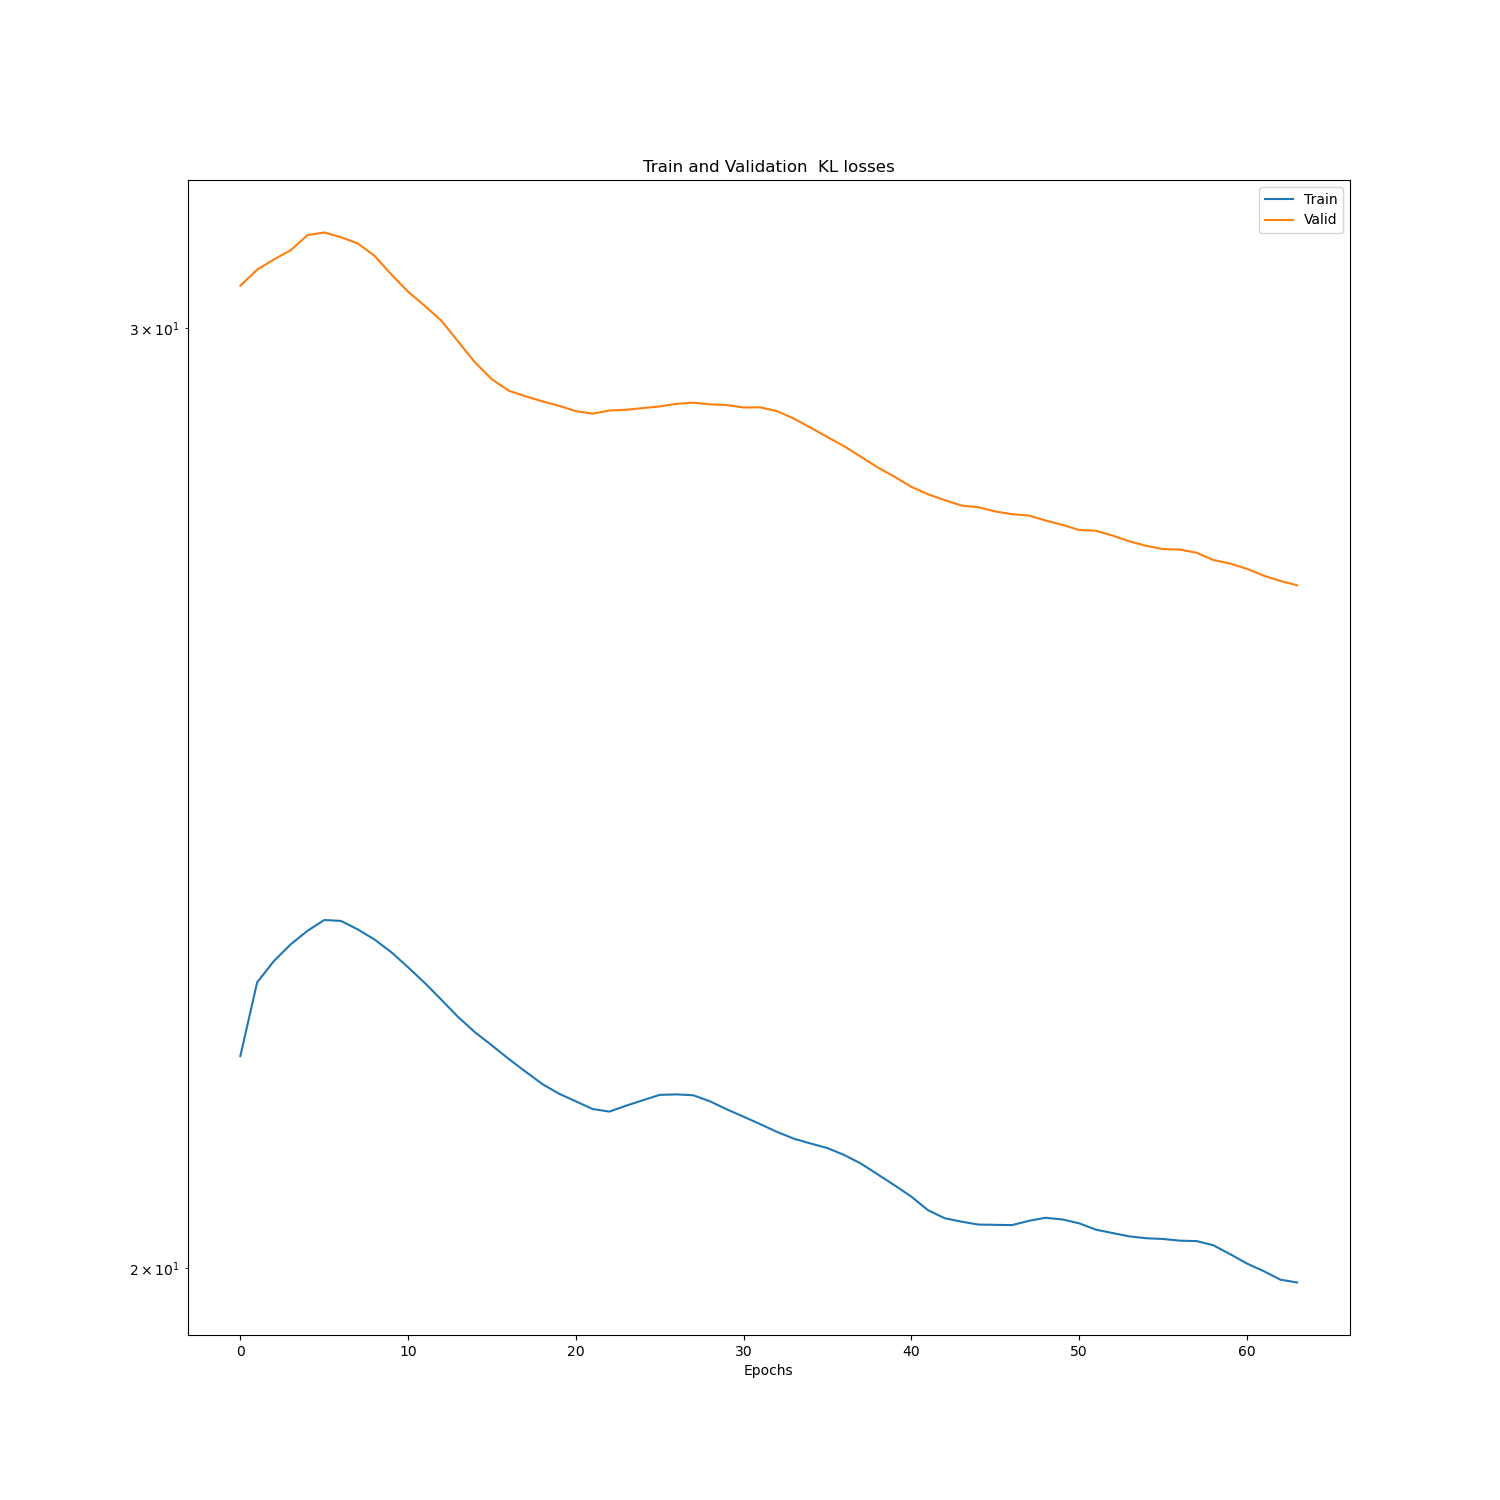 Train and Validation  KL losses
Train
Valid
3 × 10¹
2 × 10¹
0 10 20 30 40 50 60
Epochs